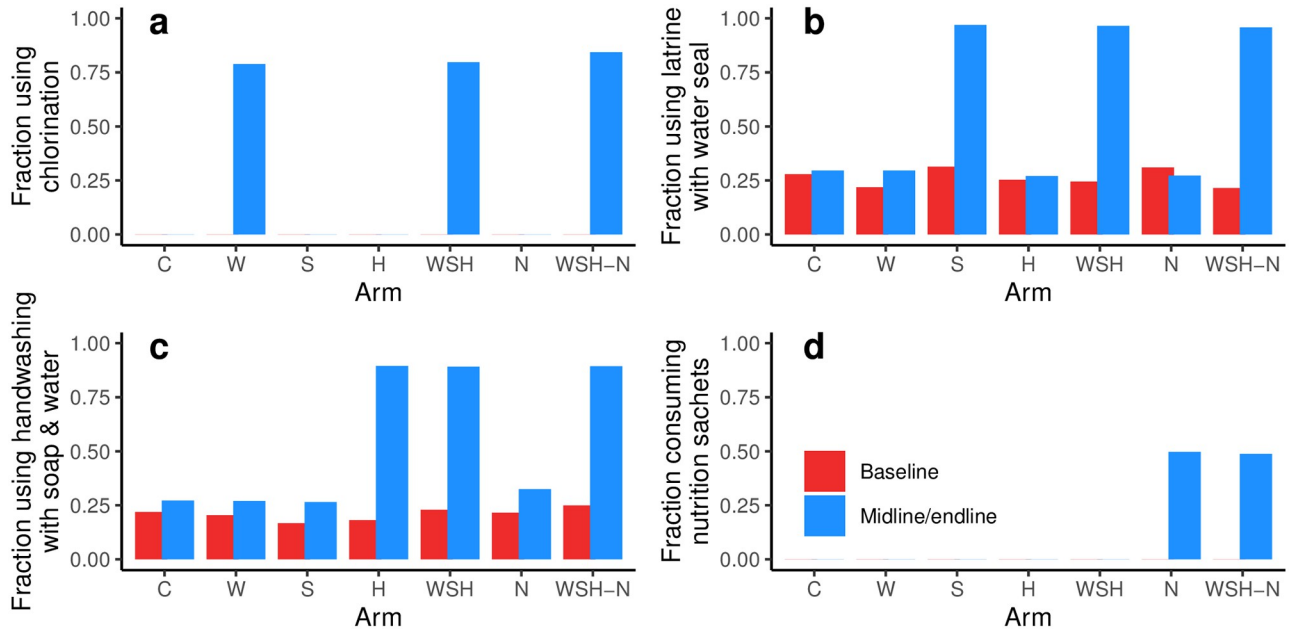 a
Fraction using
chlorination
1.00
0.75
0.50
0.25
0.00
C W S H WSH N WSH−N
Arm
b
Fraction using latrine
with water seal
1.00
0.75
0.50
0.25
0.00
C W S H WSH N WSH−N
Arm
c
Fraction using handwashing
with soap & water
1.00
0.75
0.50
0.25
0.00
C W S H WSH N WSH−N
Arm
d
Fraction consuming
nutrition sachets
1.00
0.75
0.50
0.25
0.00
Baseline
Midline/endline
C W S H WSH N WSH−N
Arm